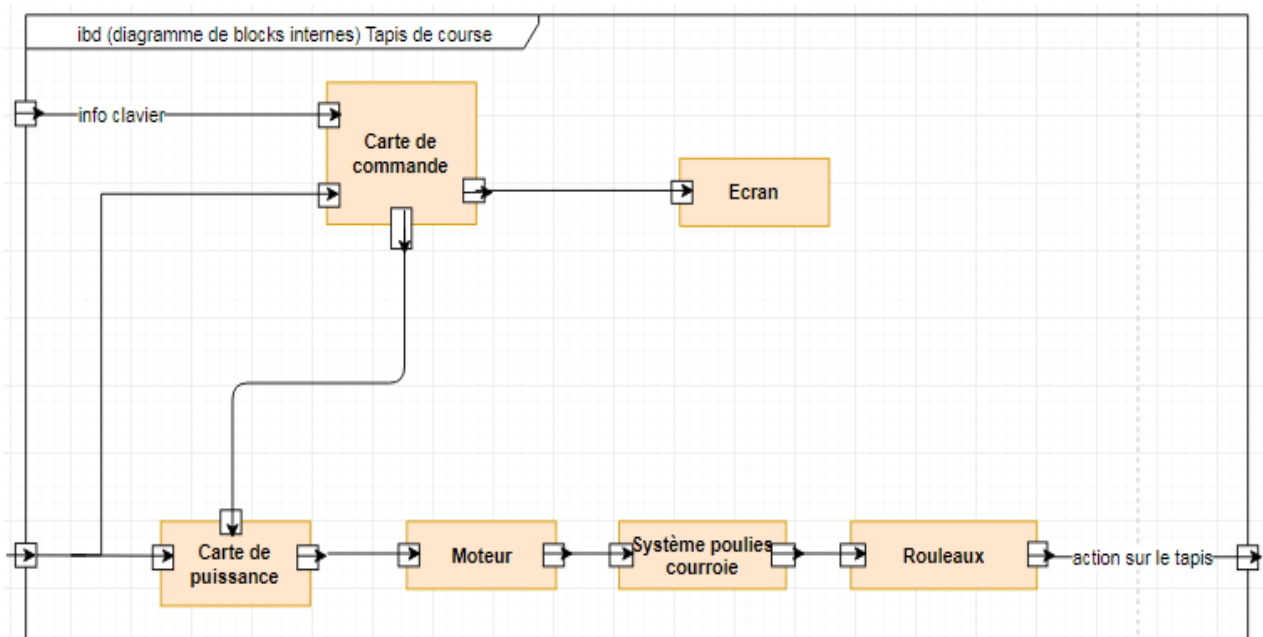 ibd (diagramme de blocks internes) Tapis de course
info clavier
Carte de
commande
Ecran
Carte de
puissance
Moteur
Système poulies
courroie
Rouleaux
action sur le tapis